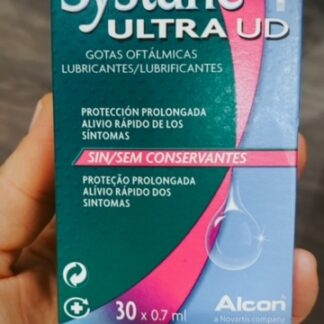 Systane
ULTRA UD
GOTAS OFTÁLMICAS
LUBRICANTES/LUBRIFICANTES
PROTECCIÓN PROLONGADA
ALIVIO RÁPIDO DE LOS
SÍNTOMAS
SIN/SEM CONSERVANTES
PROTEÇÃO PROLONGADA
ALÍVIO RÁPIDO DOS
SINTOMAS
30 x 0.7 ml
Alcon
a Novartis company